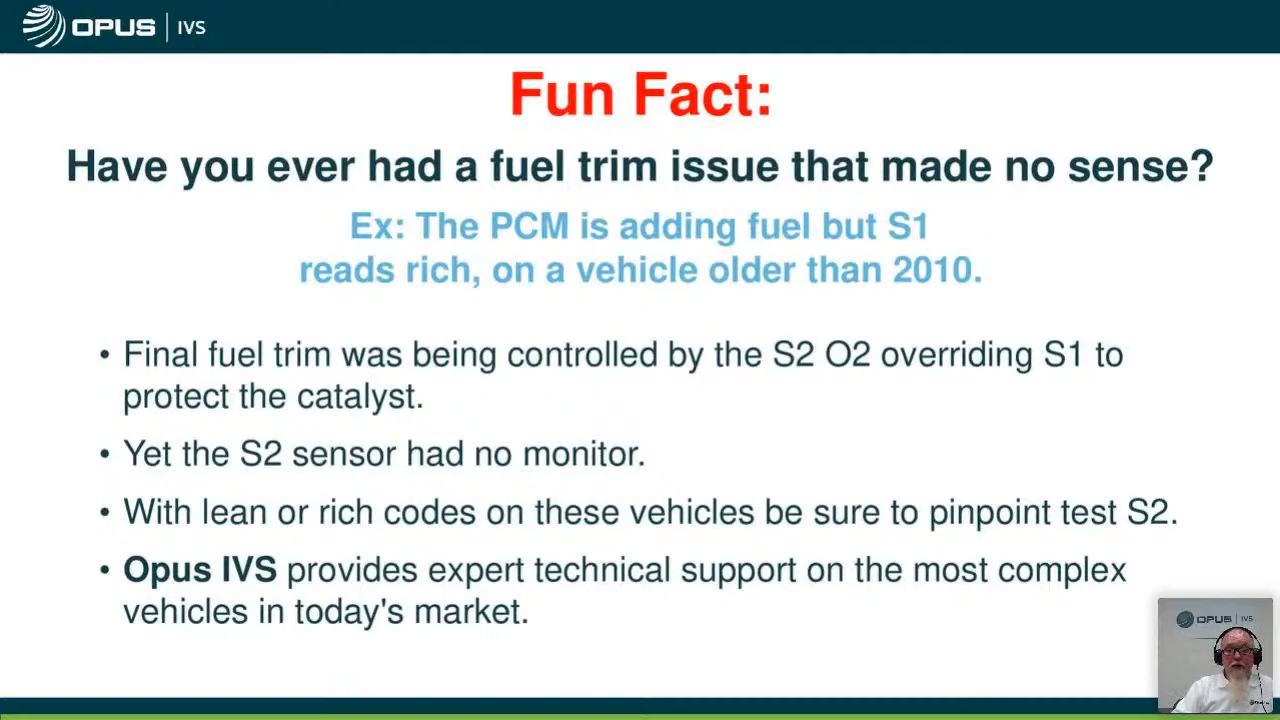 OPUS | IVS
Fun Fact:
Have you ever had a fuel trim issue that made no sense?
Ex: The PCM is adding fuel but S1
reads rich, on a vehicle older than 2010.
• Final fuel trim was being controlled by the S2 O2 overriding S1 to
protect the catalyst.
• Yet the S2 sensor had no monitor.
• With lean or rich codes on these vehicles be sure to pinpoint test S2.
• Opus IVS provides expert technical support on the most complex
vehicles in today's market.
OPUS | IVS